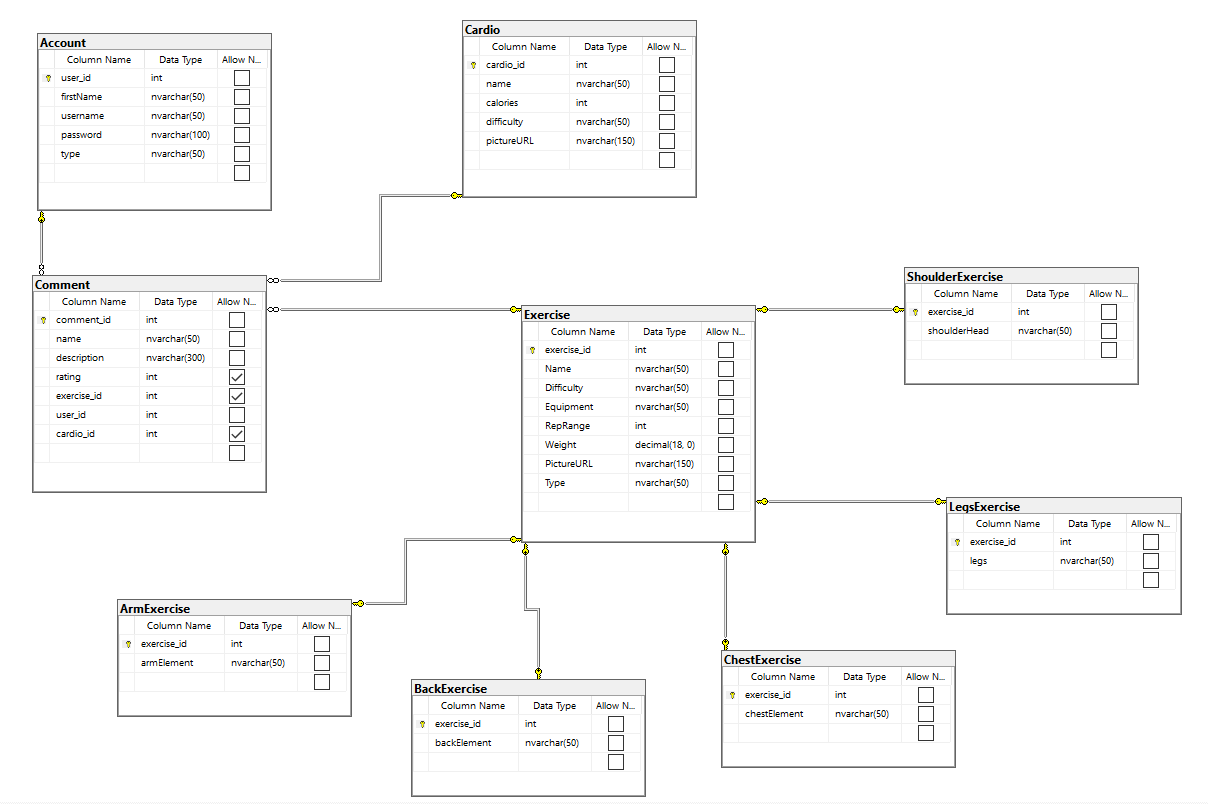 Account
Column Name Data Type Allow N...
user_id int
firstName nvarchar(50)
username nvarchar(50)
password nvarchar(100)
type nvarchar(50)
Cardio
Column Name Data Type Allow N...
cardio_id int
name nvarchar(50)
calories int
difficulty nvarchar(50)
pictureURL nvarchar(150)
Comment
Column Name Data Type Allow N...
comment_id int
name nvarchar(50)
description nvarchar(300)
rating int
exercise_id int
user_id int
cardio_id int
Exercise
Column Name Data Type Allow N...
exercise_id int
Name nvarchar(50)
Difficulty nvarchar(50)
Equipment nvarchar(50)
RepRange int
Weight decimal(18, 0)
PictureURL nvarchar(150)
Type nvarchar(50)
ShoulderExercise
Column Name Data Type Allow N...
exercise_id int
shoulderHead nvarchar(50)
LegsExercise
Column Name Data Type Allow N...
exercise_id int
legs nvarchar(50)
ArmExercise
Column Name Data Type Allow N...
exercise_id int
armElement nvarchar(50)
BackExercise
Column Name Data Type Allow N...
exercise_id int
backElement nvarchar(50)
ChestExercise
Column Name Data Type Allow N...
exercise_id int
chestElement nvarchar(50)